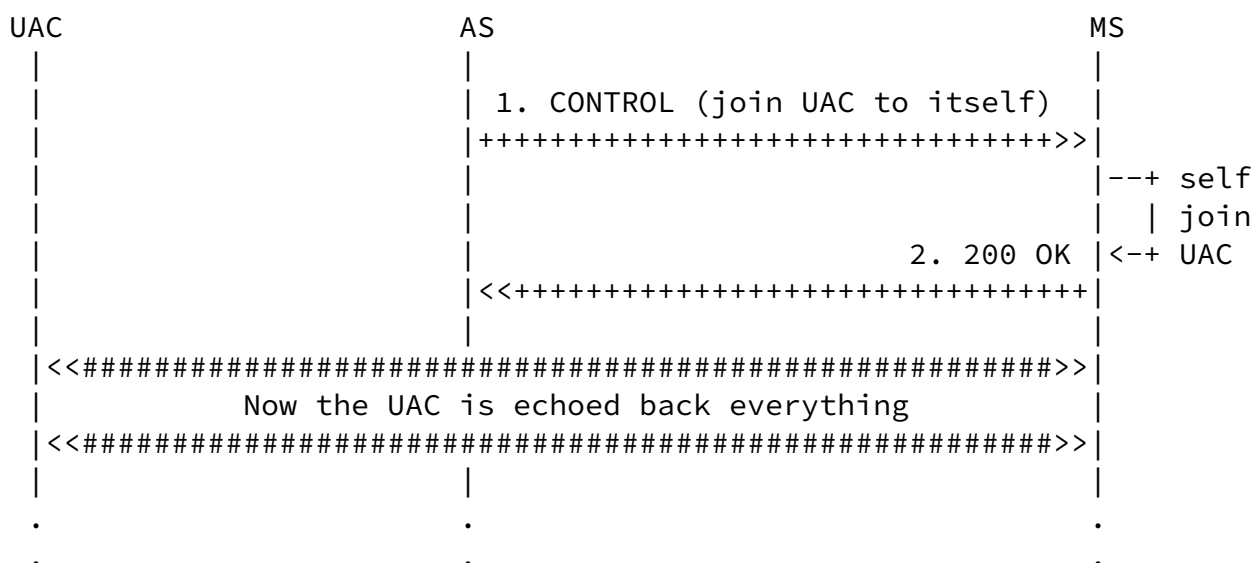 UAC AS MS
| | |
| | 1. CONTROL (join UAC to itself) |
| |++++++++++++++++++++++++++++++++>>|
| | |--+ self
| | | | join
| | 2. 200 OK |<-+ UAC
| |<<++++++++++++++++++++++++++++++++|
| | |
|<<######################################################>>|
| Now the UAC is echoed back everything |
|<<######################################################>>|
| | |
. . .
. . .